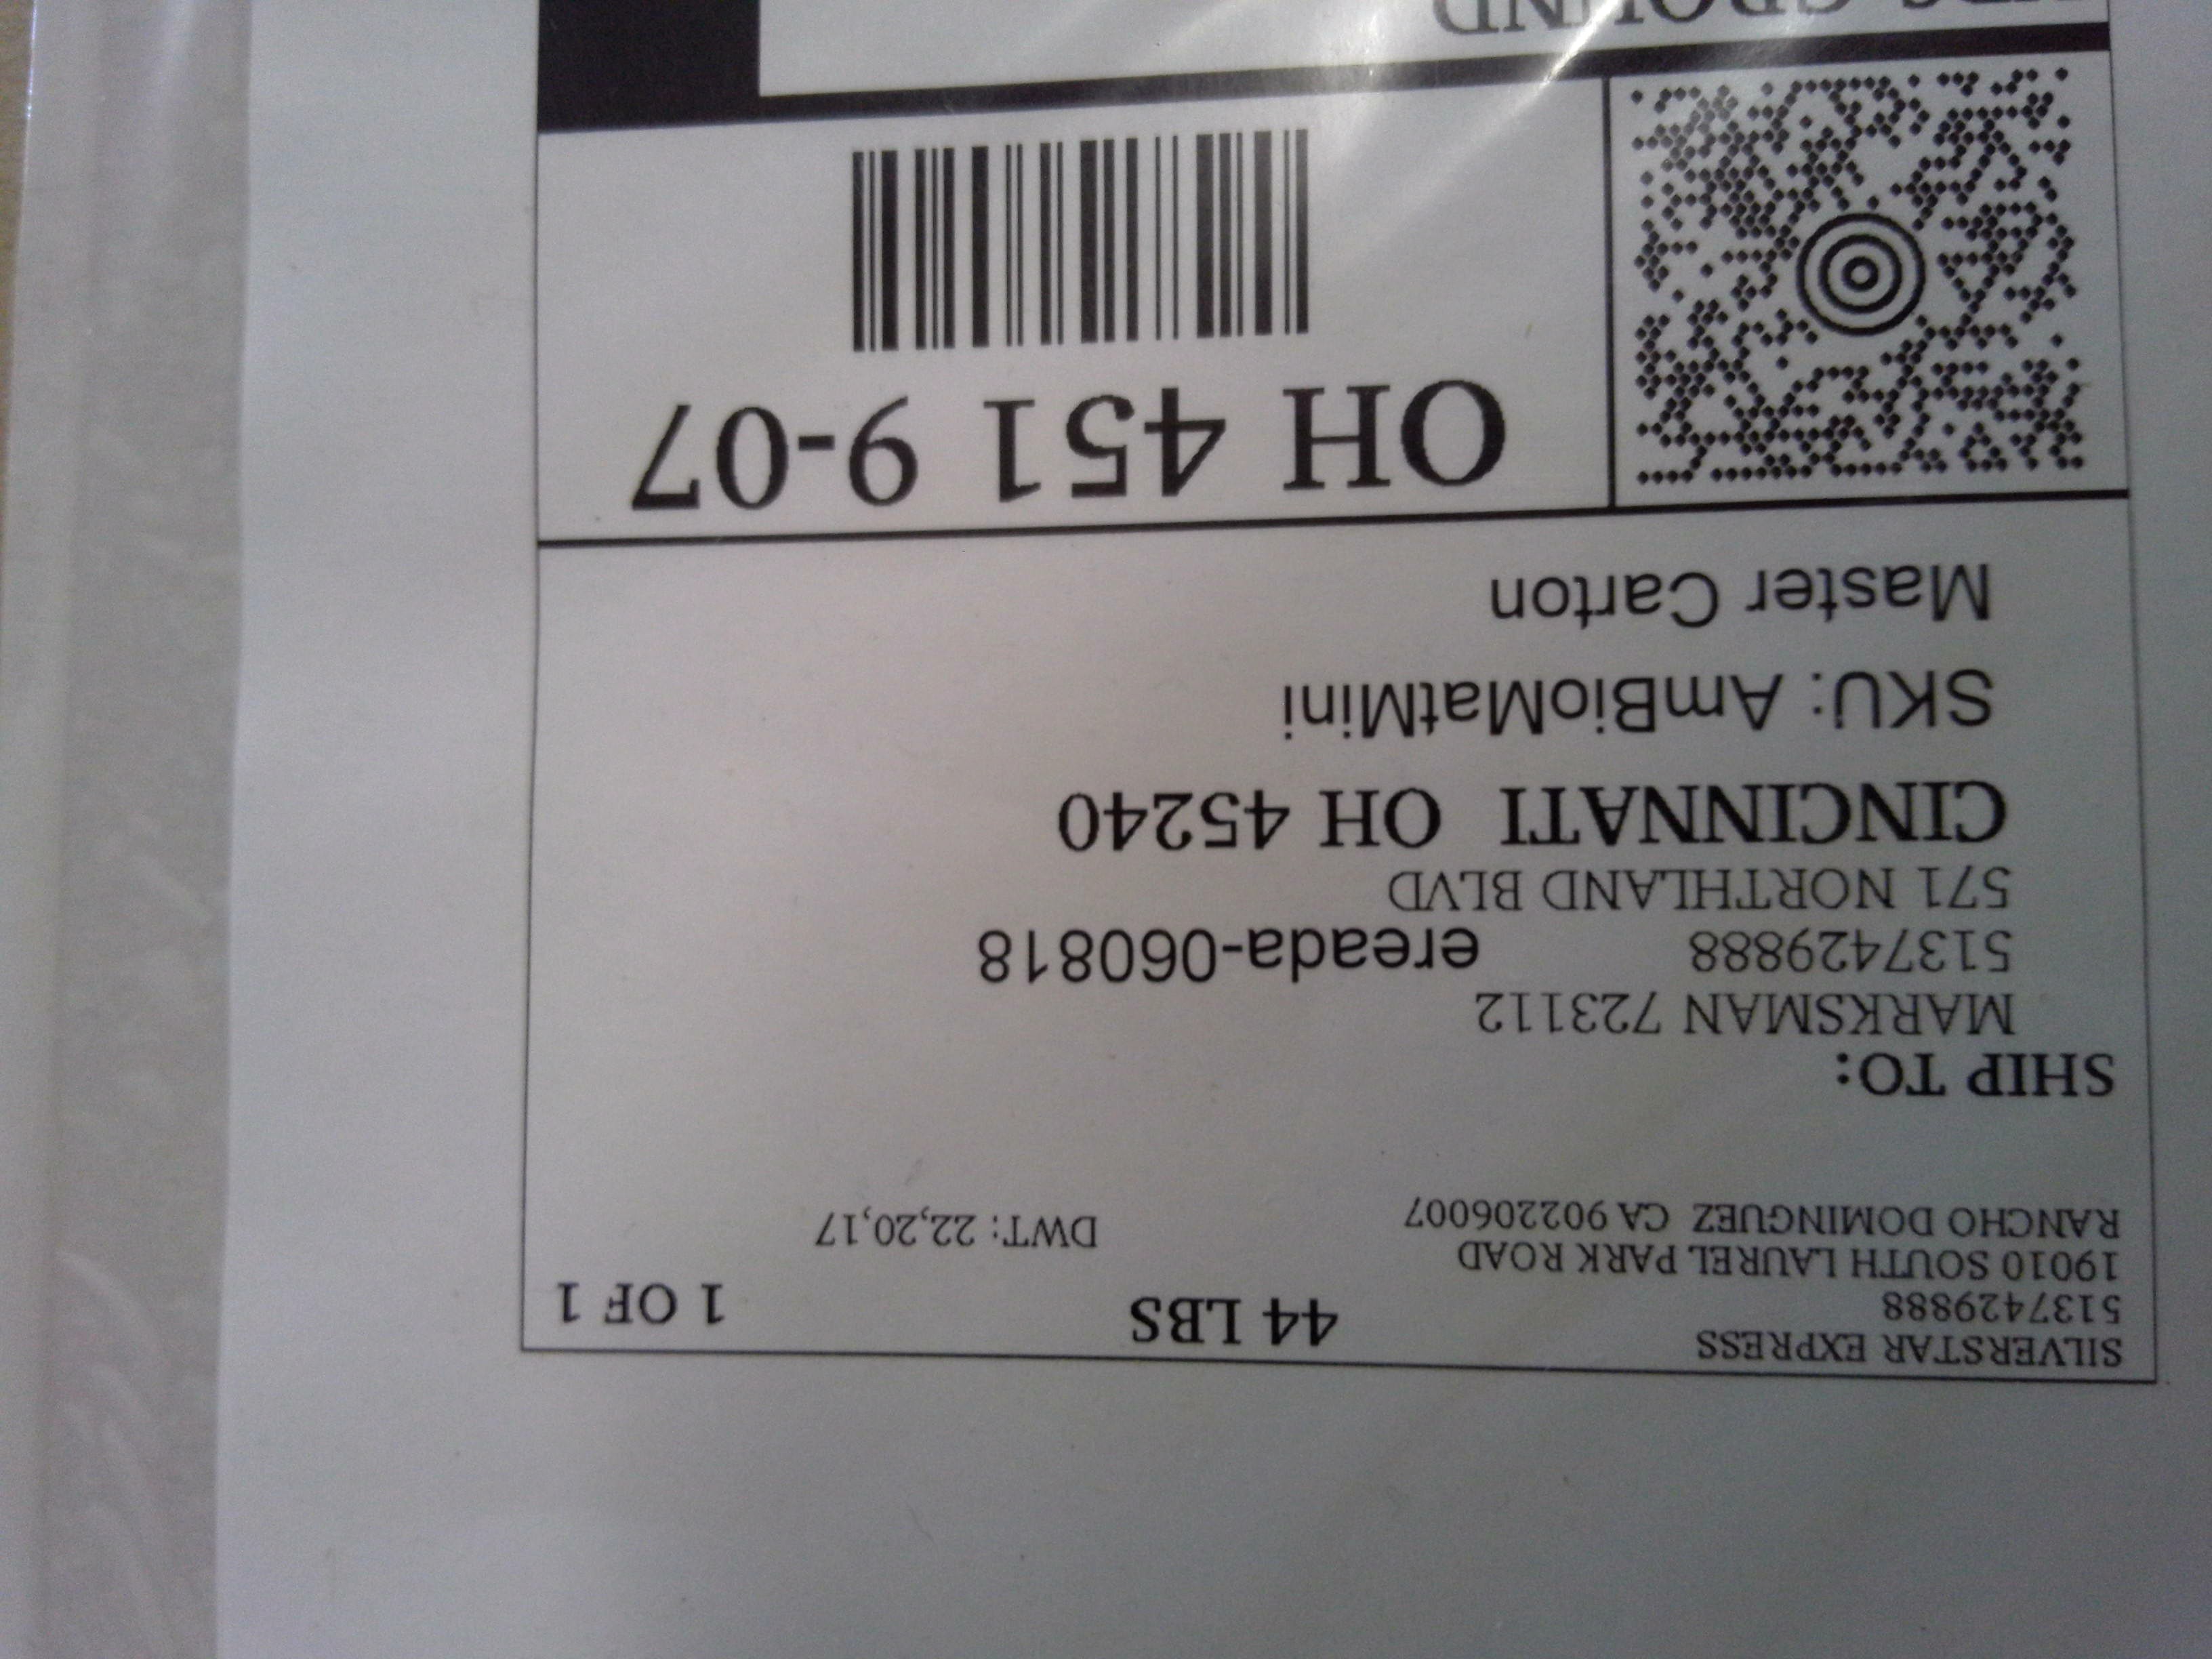 SILVERSTAR EXPRESS
5137429888
19010 SOUTH LAUREL PARK ROAD
RANCHO DOMINGUEZ CA 902206007
44 LBS
1 OF 1
DWT: 22,20,17
SHIP TO:
MARKSMAN 723112
5137429888 ereada-060818
571 NORTHLAND BLVD
CINCINNATI OH 45240
SKU: AmBioMatMini
Master Carton
OH 451 9-07
UPS GROUND